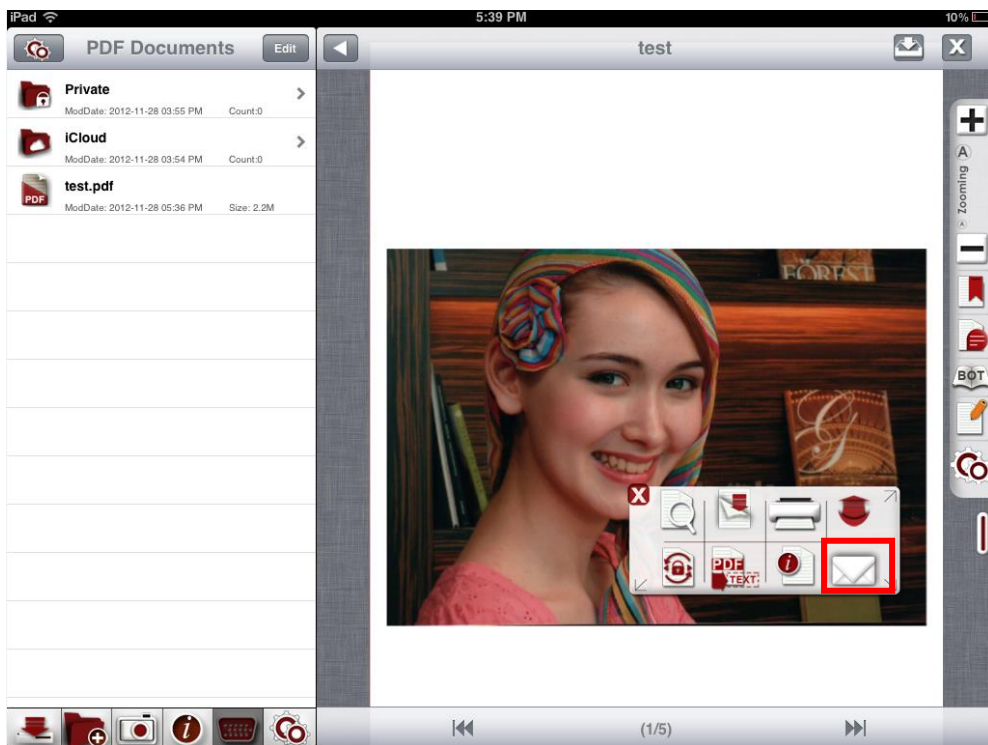 iPad 5:39 PM 10%
PDF Documents Edit test
Private
ModDate: 2012-11-28 03:55 PM Count:0
iCloud
ModDate: 2012-11-28 03:54 PM Count:0
test.pdf
PDF
ModDate: 2012-11-28 05:36 PM Size: 2.2M
A
Zooming
A
BOT
FOREST
G
X
PDF
TEXT
i
i
(1/5)